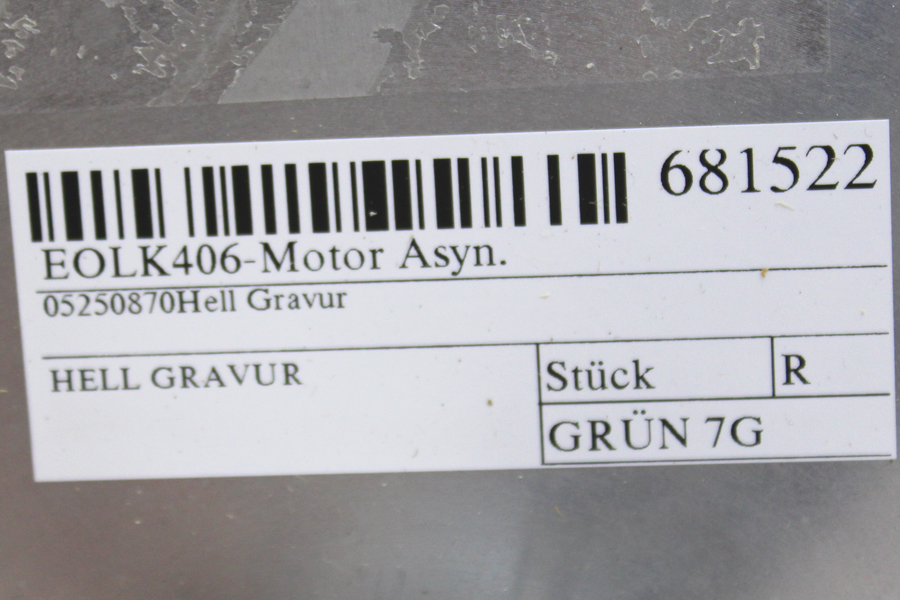 681522
EOLK406-Motor Asyn.
05250870Hell Gravur
HELL GRAVUR
Stück
R
GRÜN 7G